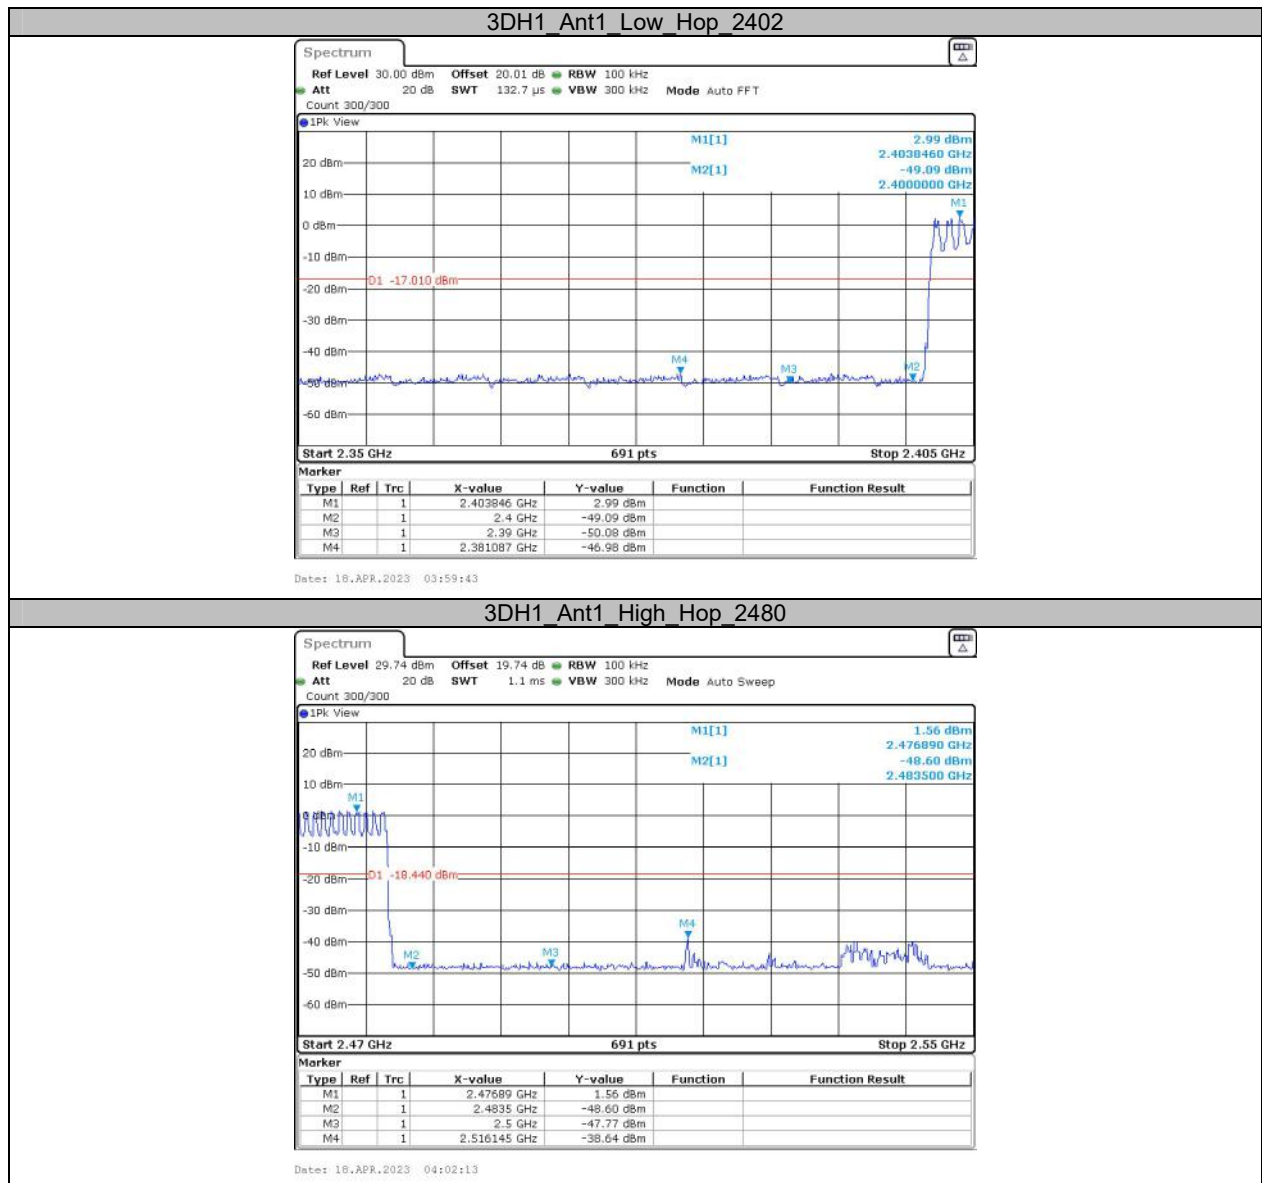 3DH1_Ant1_Low_Hop_2402
Spectrum
Ref Level 30.00 dBm Offset 20.01 dB RBW 100 kHz
Att 20 dB SWT 132.7 µs VBW 300 kHz Mode Auto FFT
Count 300/300
1Pk View
M1[1] 2.99 dBm
2.4038460 GHz
20 dBm
M2[1] -49.09 dBm
2.4000000 GHz
10 dBm
M1
0 dBm
-10 dBm
D1 -17.010 dBm
-20 dBm
-30 dBm
-40 dBm
M4
M3
M2
-50 dBm
-60 dBm
Start 2.35 GHz 691 pts Stop 2.405 GHz
Marker
Type Ref Trc X-value Y-value Function Function Result
M1 1 2.403846 GHz 2.99 dBm
M2 1 2.4 GHz -49.09 dBm
M3 1 2.39 GHz -50.08 dBm
M4 1 2.381087 GHz -46.98 dBm
Date: 18.APR.2023 03:59:43
3DH1_Ant1_High_Hop_2480
Spectrum
Ref Level 29.74 dBm Offset 19.74 dB RBW 100 kHz
Att 20 dB SWT 1.1 ms VBW 300 kHz Mode Auto Sweep
Count 300/300
1Pk View
M1[1] 1.56 dBm
2.476890 GHz
20 dBm
M2[1] -48.60 dBm
2.483500 GHz
10 dBm
M1
0 dBm
-10 dBm
D1 -18.440 dBm
-20 dBm
-30 dBm
M4
-40 dBm
M2
M3
-50 dBm
-60 dBm
Start 2.47 GHz 691 pts Stop 2.55 GHz
Marker
Type Ref Trc X-value Y-value Function Function Result
M1 1 2.47689 GHz 1.56 dBm
M2 1 2.4835 GHz -48.60 dBm
M3 1 2.5 GHz -47.77 dBm
M4 1 2.516145 GHz -38.64 dBm
Date: 18.APR.2023 04:02:13